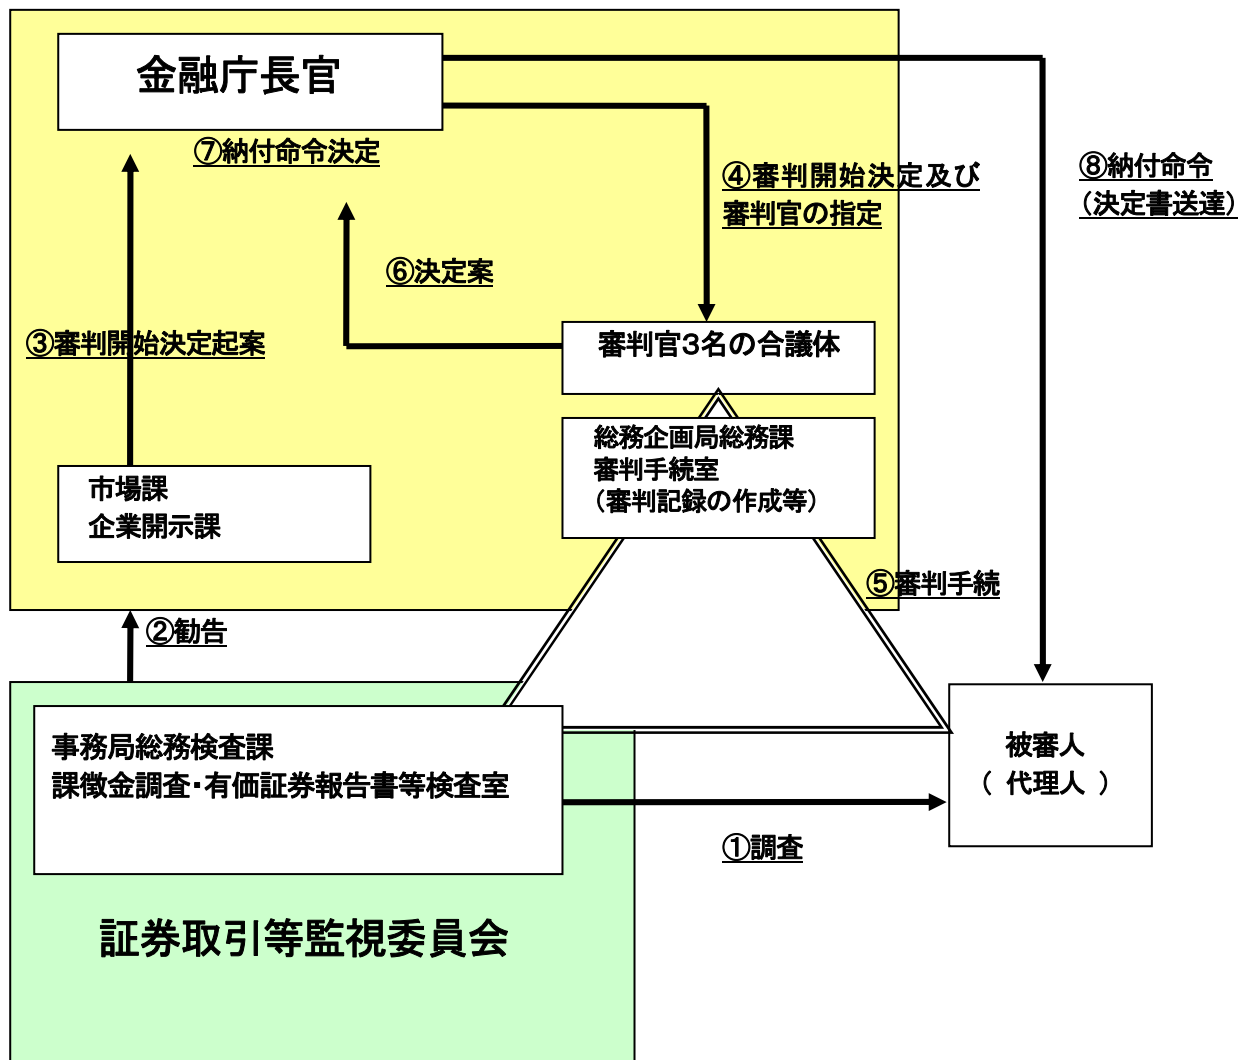 金融庁長官
⑦納付命令決定
④審判開始決定及び
審判官の指定
⑧納付命令
（決定書送達）
⑥決定案
③審判開始決定起案
審判官３名の合議体
総務企画局総務課
審判手続室
（審判記録の作成等）
市場課
企業開示課
⑤審判手続
②勧告
事務局総務検査課
課徴金調査・有価証券報告書等検査室
被審人
（ 代理人 ）
①調査
証券取引等監視委員会